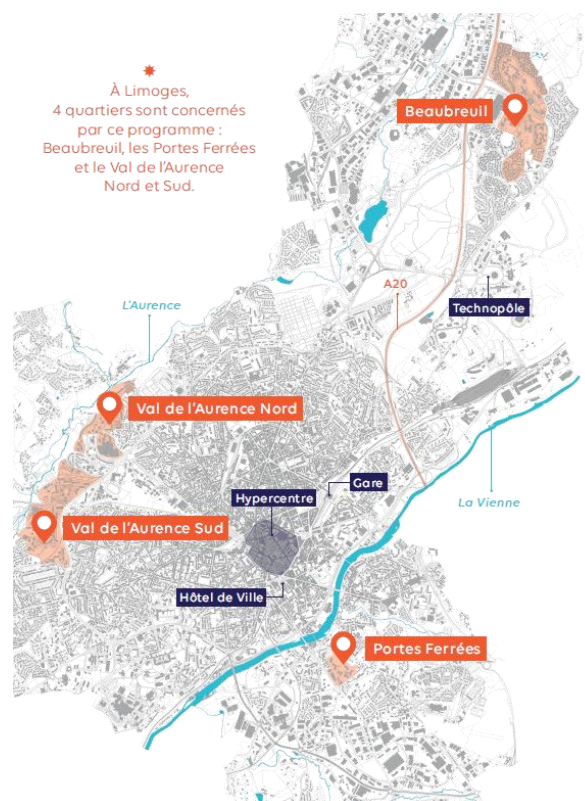 À Limoges,
4 quartiers sont concernés
par ce programme :
Beaubreuil, les Portes Ferrées
et le Val de l'Aurence
Nord et Sud.
Beaubreuil
A20
L'Aurence
Technopôle
Val de l'Aurence Nord
Gare
Hypercentre
La Vienne
Val de l'Aurence Sud
Hôtel de Ville
Portes Ferrées